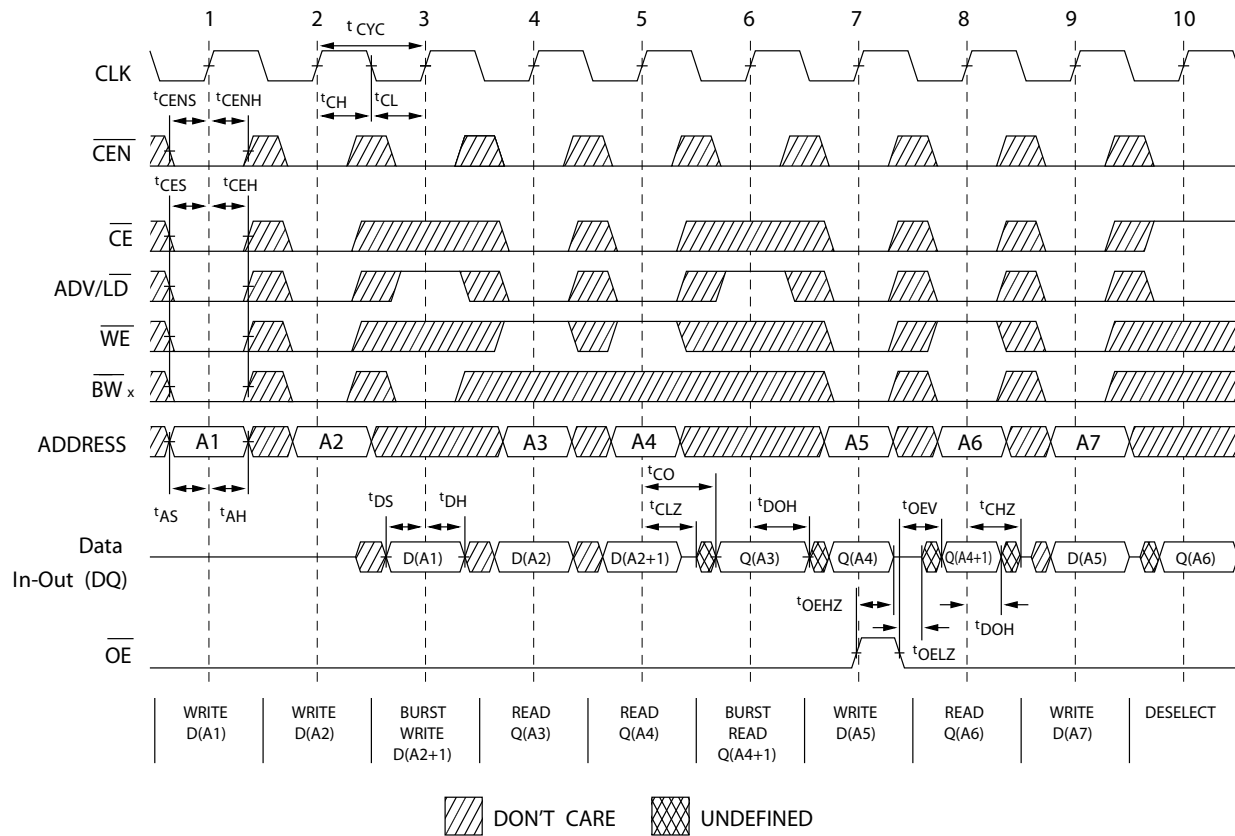 1 2 3 4 5 6 7 8 9 10
t CYC
CLK
tCENS tCENH tCH tCL
CEN
tCES tCEH
CE
ADV/LD
WE
BW x
ADDRESS A1 A2 A3 A4 A5 A6 A7
tAS tAH tDS tDH tCO tCLZ tDOH tOEV tCHZ
Data
In-Out (DQ) D(A1) D(A2) D(A2+1) Q(A3) Q(A4) Q(A4+1) D(A5) Q(A6)
tOEHZ tDOH
tOELZ
OE
WRITE
D(A1)
WRITE
D(A2)
BURST
WRITE
D(A2+1)
READ
Q(A3)
READ
Q(A4)
BURST
READ
Q(A4+1)
WRITE
D(A5)
READ
Q(A6)
WRITE
D(A7)
DESELECT
DON'T CARE UNDEFINED